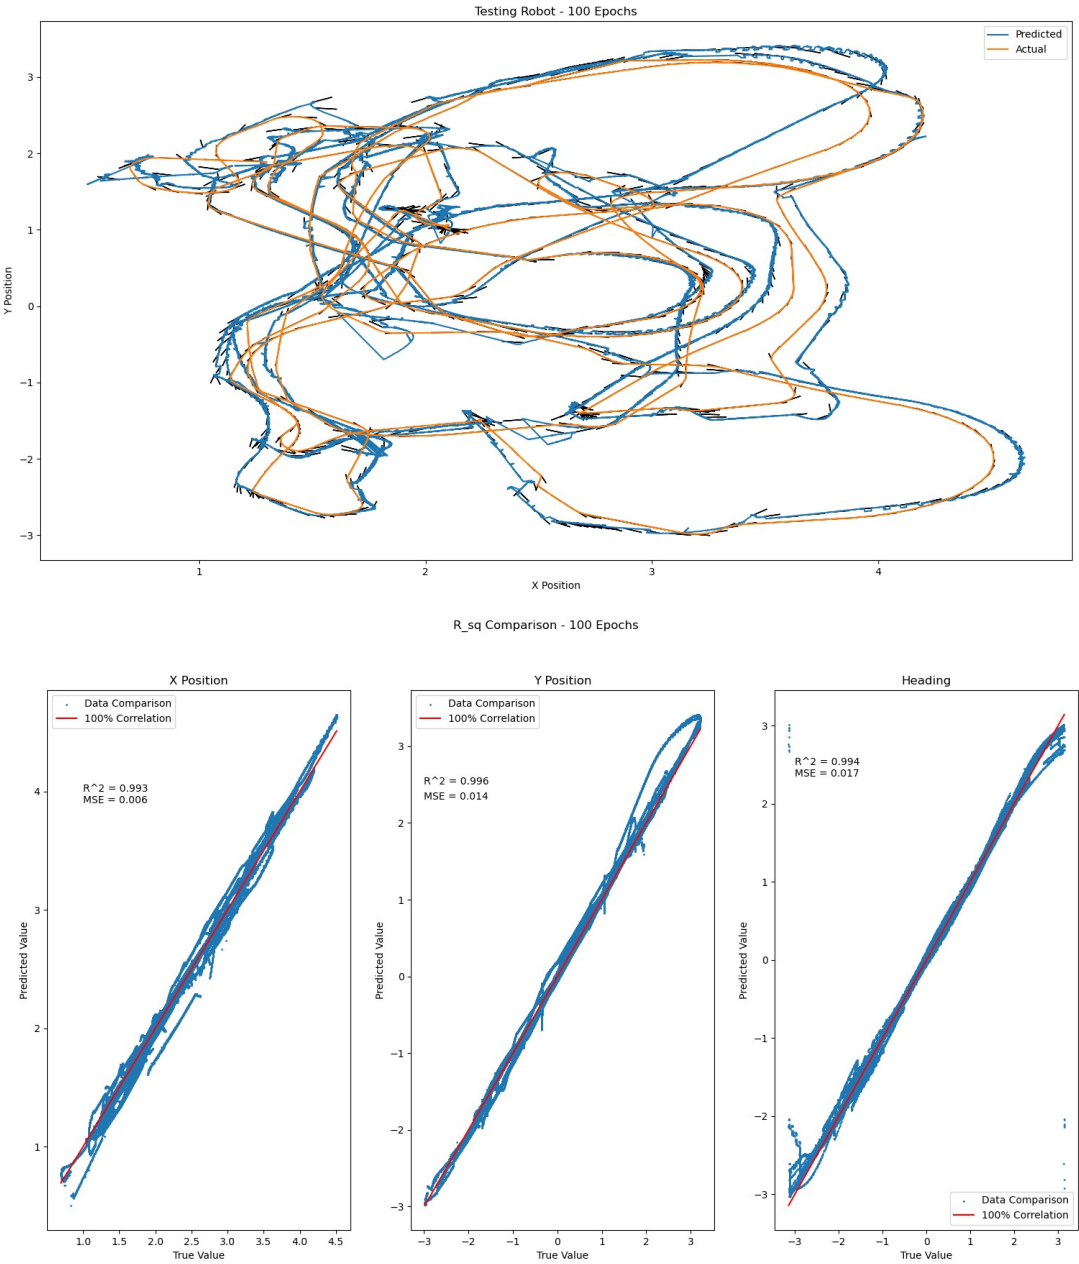 Testing Robot - 100 Epochs
Predicted
Actual
3
2
1
0
−1
−2
−3
Y Position
1 2 3 4
X Position
R_sq Comparison - 100 Epochs
X Position
Data Comparison
100% Correlation
R^2 = 0.993
MSE = 0.006
4
3
2
1
Predicted Value
1.0 1.5 2.0 2.5 3.0 3.5 4.0 4.5
True Value
Y Position
Data Comparison
100% Correlation
R^2 = 0.996
MSE = 0.014
3
2
1
0
−1
−2
−3
Predicted Value
−3 −2 −1 0 1 2 3
True Value
Heading
R^2 = 0.994
MSE = 0.017
3
2
1
0
−1
−2
−3
Predicted Value
Data Comparison
100% Correlation
−3 −2 −1 0 1 2 3
True Value